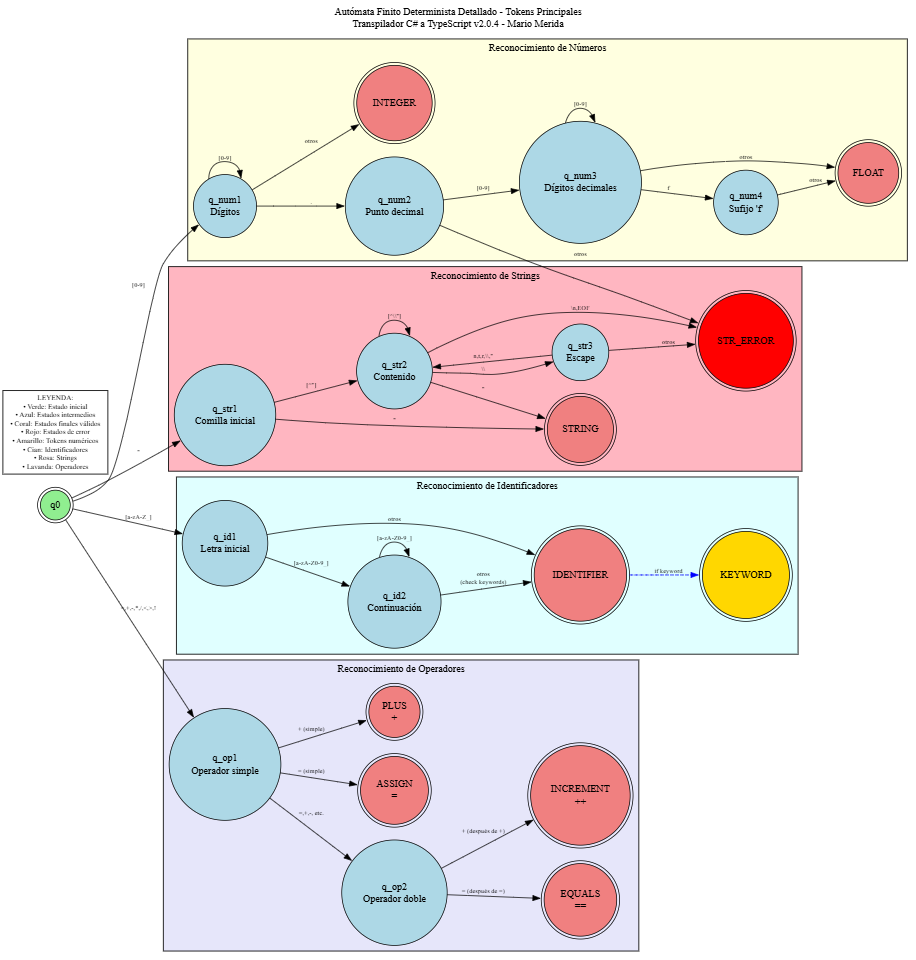 Autómata Finito Determinista Detallado - Tokens Principales
Transpilador C# a TypeScript v2.0.4 - Mario Merida
Reconocimiento de Números
INTEGER
[0-9]
otros
q_num1
Dígitos
.
q_num2
Punto decimal
[0-9]
[0-9]
q_num3
Dígitos decimales
otros
f
q_num4
Sufijo 'f'
otros
FLOAT
otros
[0-9]
Reconocimiento de Strings
\n,EOF
q_str2
Contenido
q_str3
Escape
otros
STR_ERROR
\\
q_str1
Comilla inicial
[^"]
STRING
LEYENDA:
• Verde: Estado inicial
• Azul: Estados intermedios
• Coral: Estados finales válidos
• Rojo: Estados de error
• Amarillo: Tokens numéricos
• Cian: Identificadores
• Rosa: Strings
• Lavanda: Operadores
q0
[a-zA-Z_]
Reconocimiento de Identificadores
q_id1
Letra inicial
otros
[a-zA-Z0-9_]
[a-zA-Z0-9_]
q_id2
Continuación
otros
(check keywords)
IDENTIFIER
if keyword
KEYWORD
Reconocimiento de Operadores
q_op1
Operador simple
+ (simple)
PLUS
+
= (simple)
ASSIGN
=
=,+,-, etc.
q_op2
Operador doble
+ (después de +)
INCREMENT
++
= (después de =)
EQUALS
==